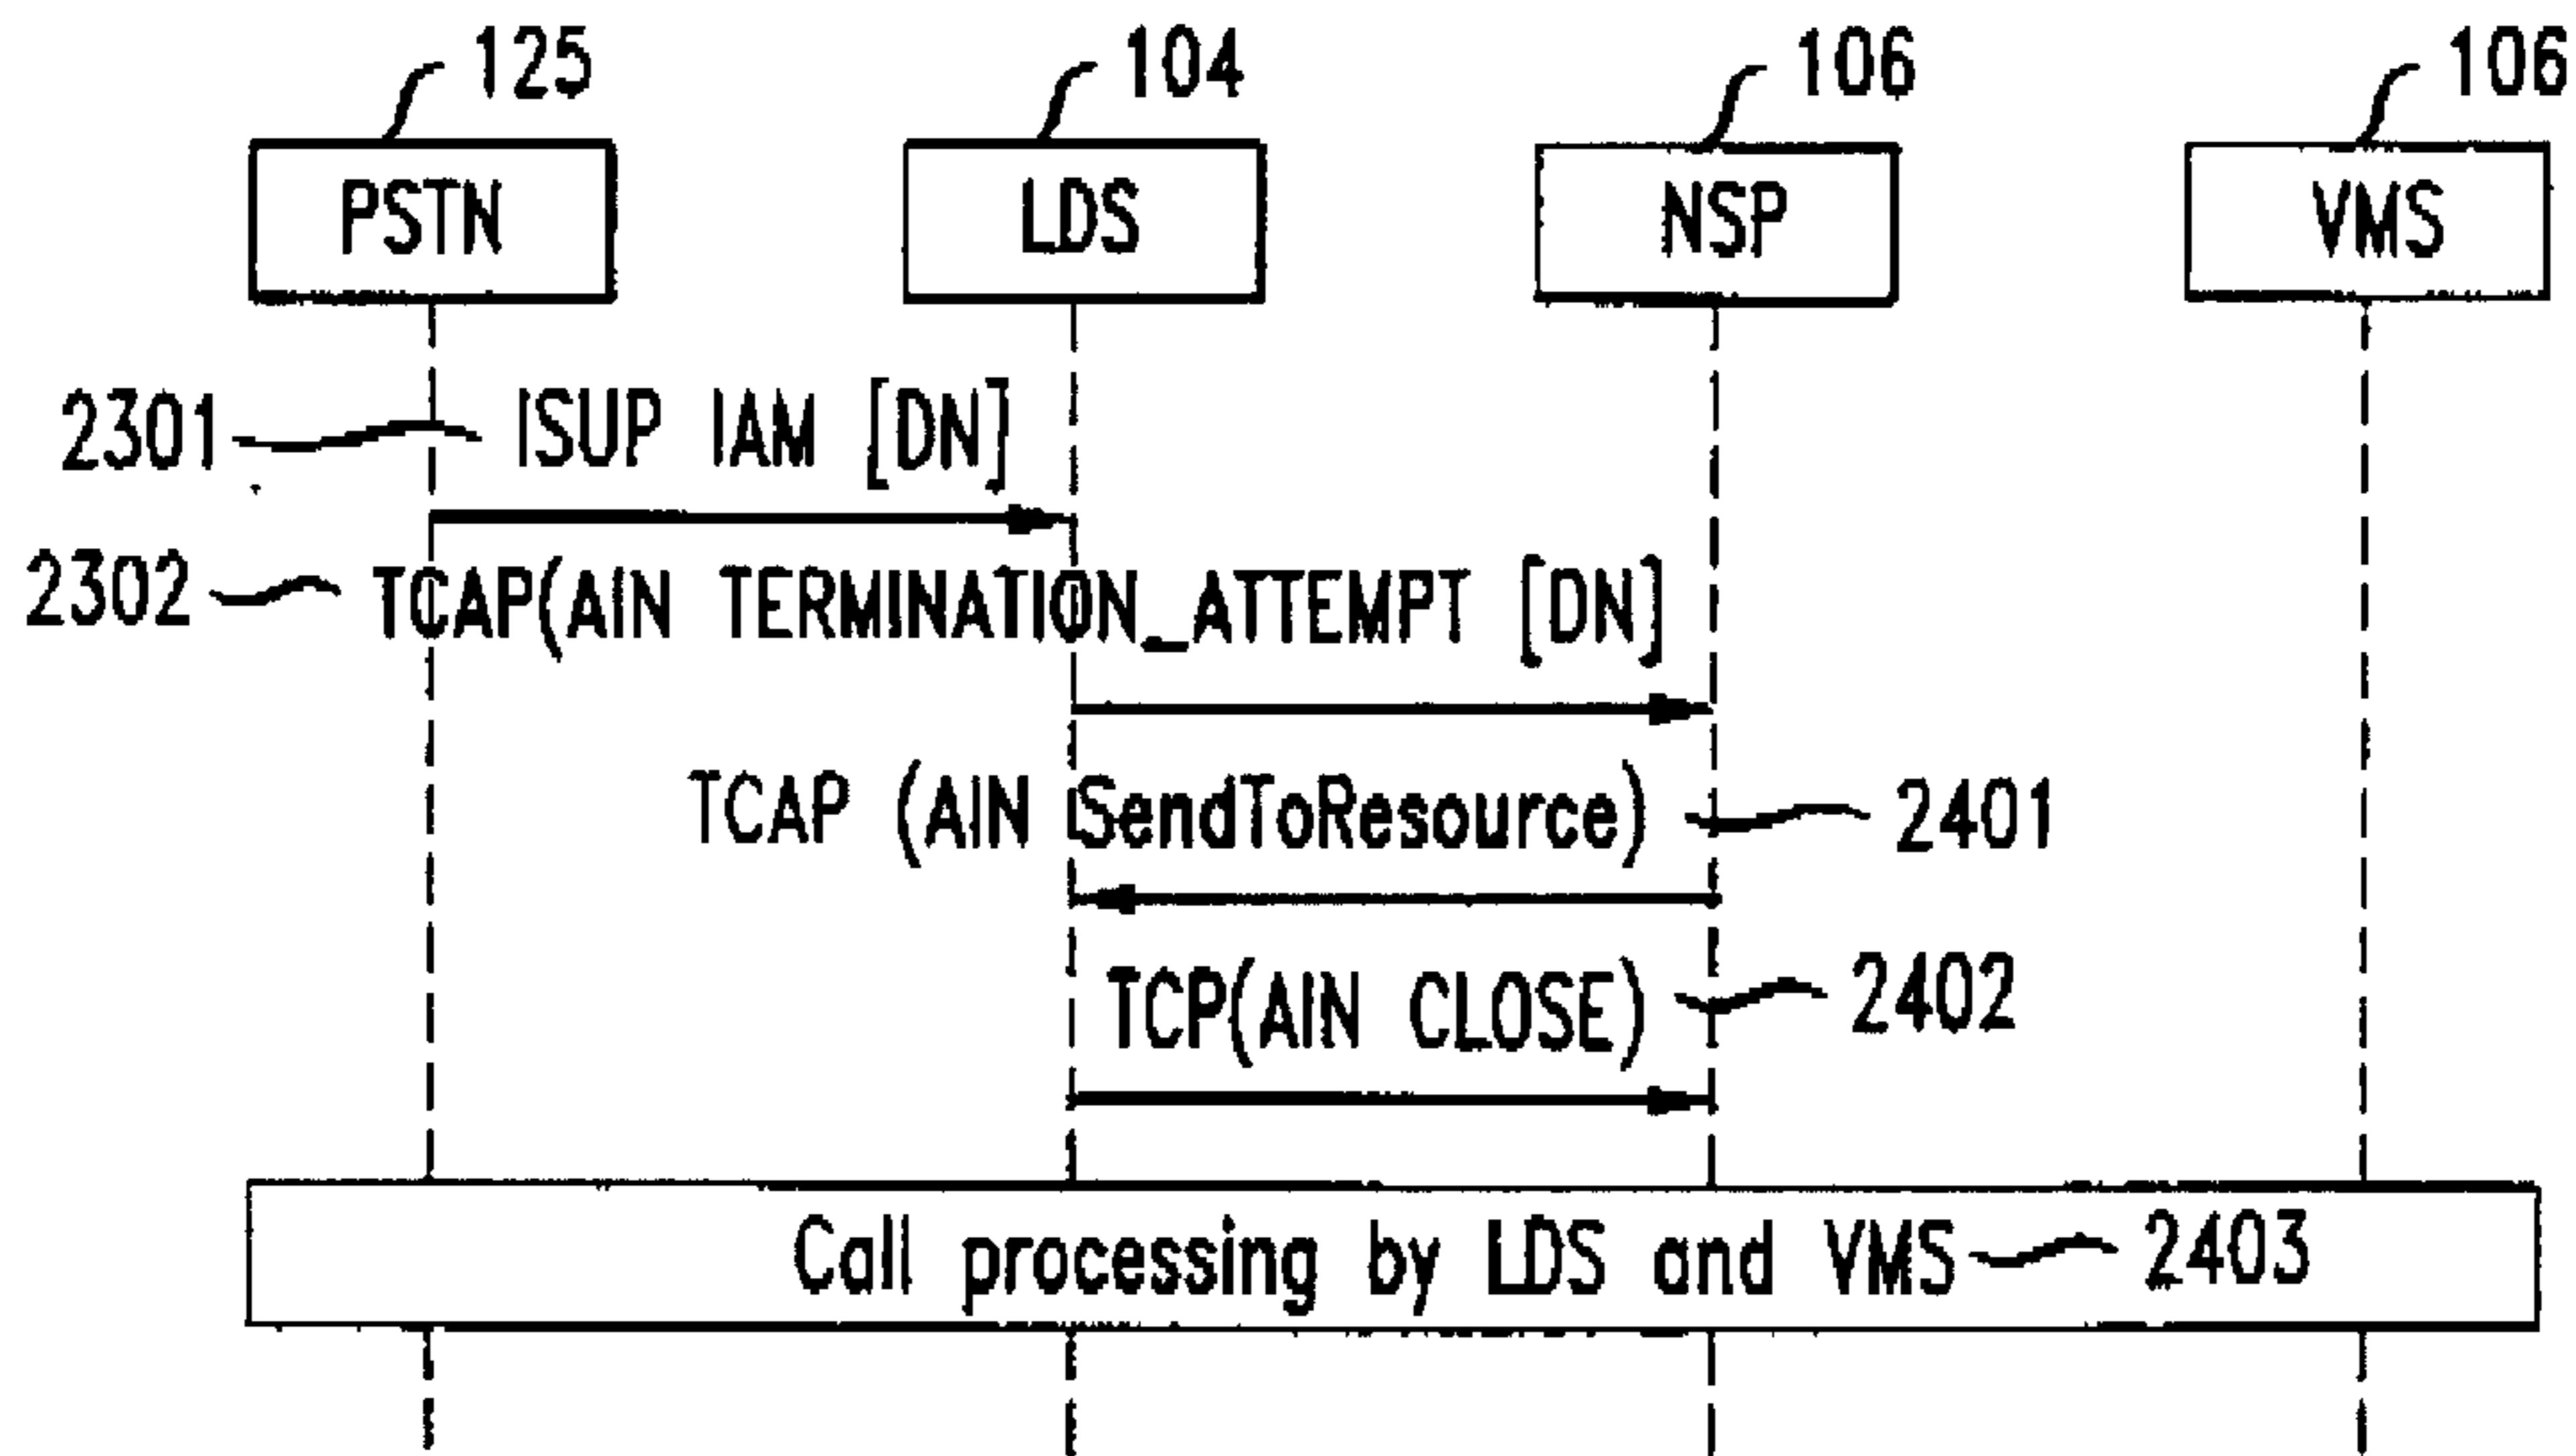 125 104 106 106
PSTN LDS NSP VMS
2301 ISUP IAM [DN]
2302 TCAP(AIN TERMINATION_ATTEMPT [DN]
TCAP (AIN SendToResource) 2401
TCP(AIN CLOSE) 2402
Call processing by LDS and VMS 2403